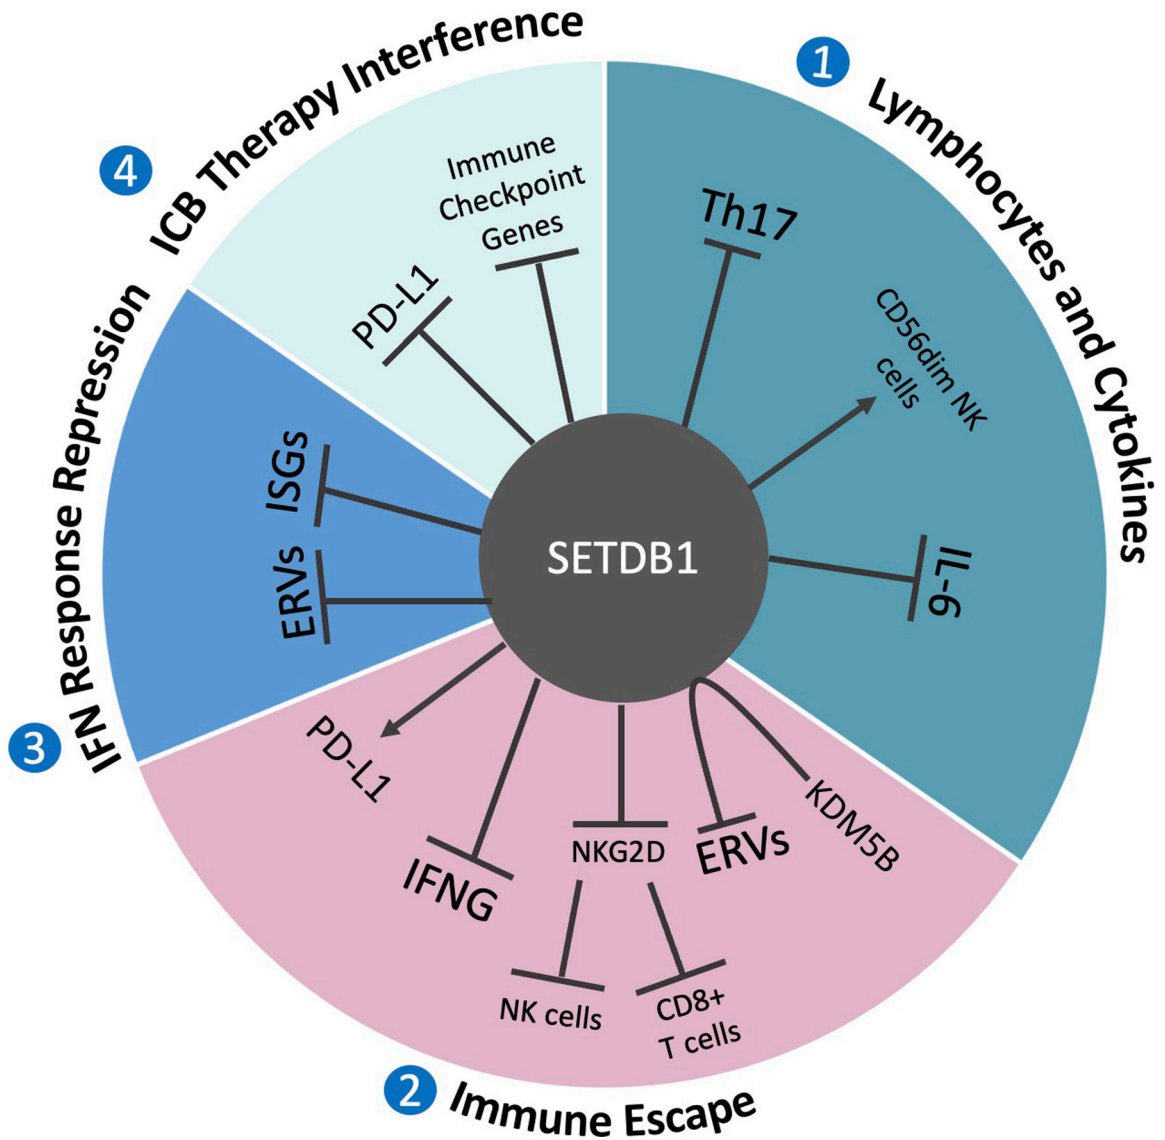 1
Lymphocytes and Cytokines
Th17
CD56dim NK
cells
IL-6
SETDB1
2
Immune Escape
KDM5B
ERVs
NKG2D
NK cells
CD8+
T cells
IFNG
PD-L1
3
IFN Response Repression
ISGs
ERVs
4
ICB Therapy Interference
Immune
Checkpoint
Genes
PD-L1